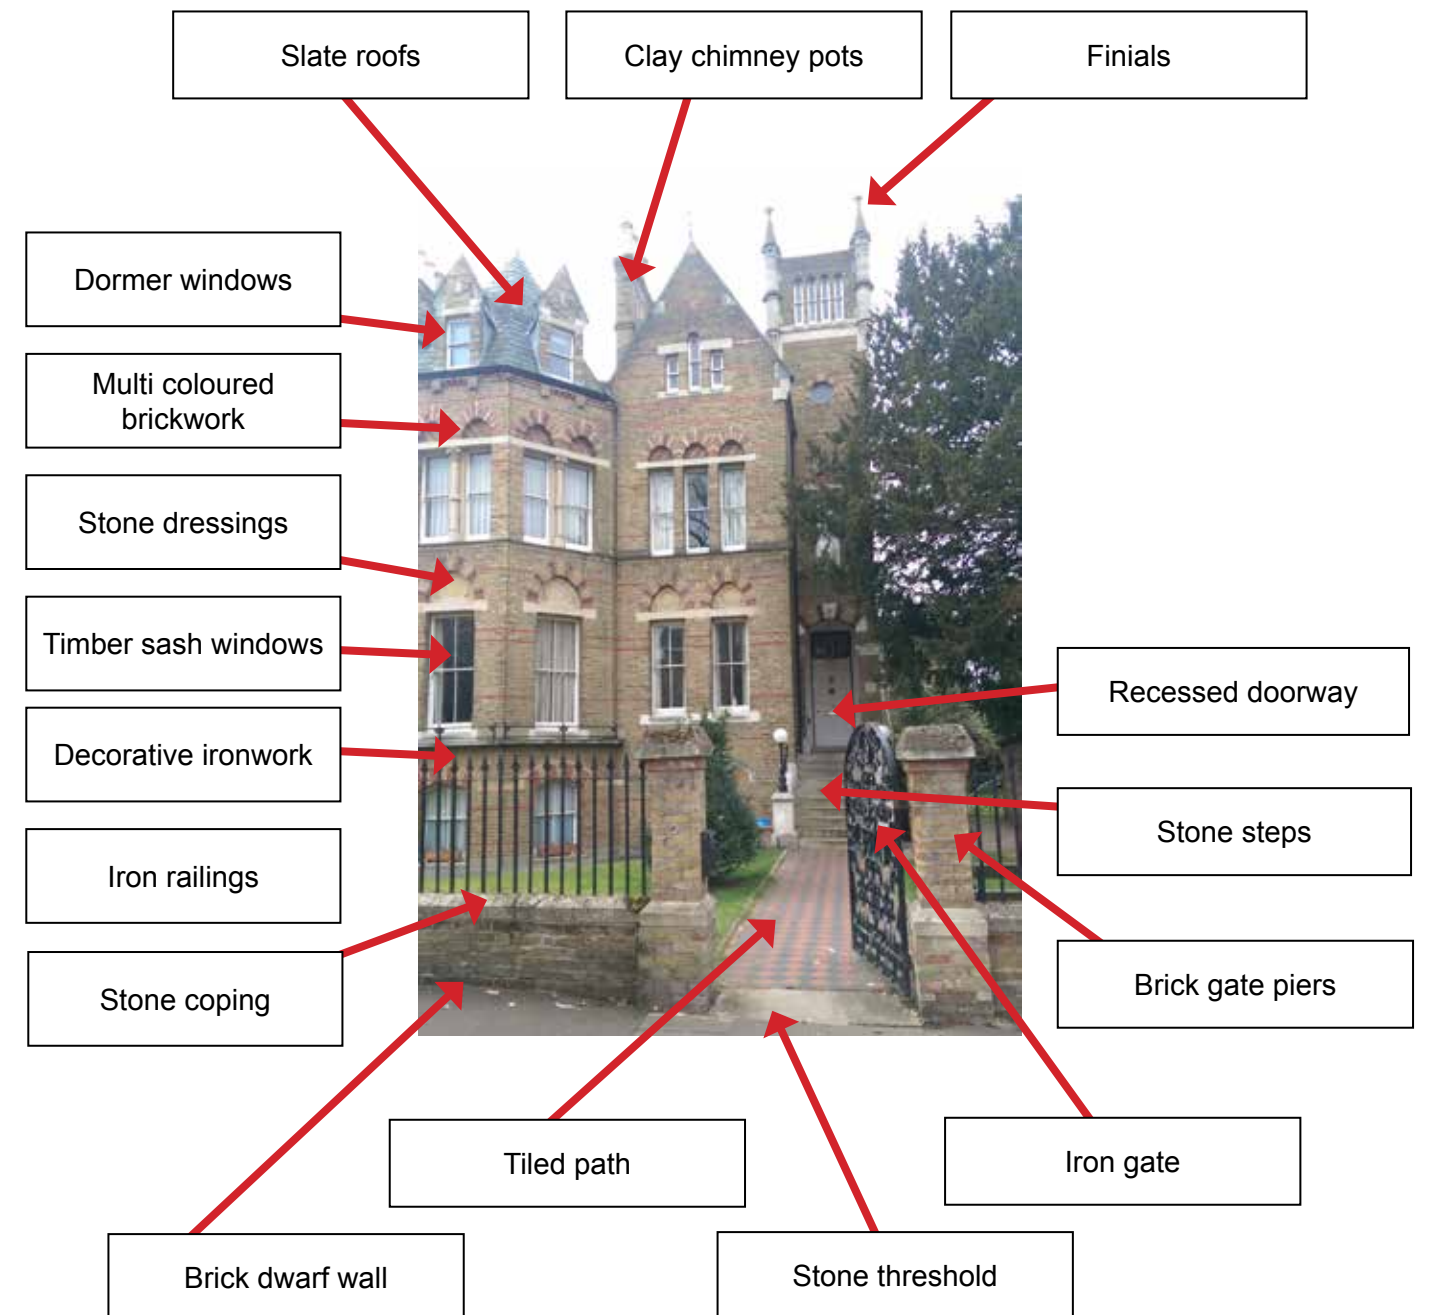 Slate roofs
Clay chimney pots
Finials
Dormer windows
Multi coloured
brickwork
Stone dressings
Timber sash windows
Decorative ironwork
Iron railings
Stone coping
Recessed doorway
Stone steps
Brick gate piers
Tiled path
Iron gate
Brick dwarf wall
Stone threshold